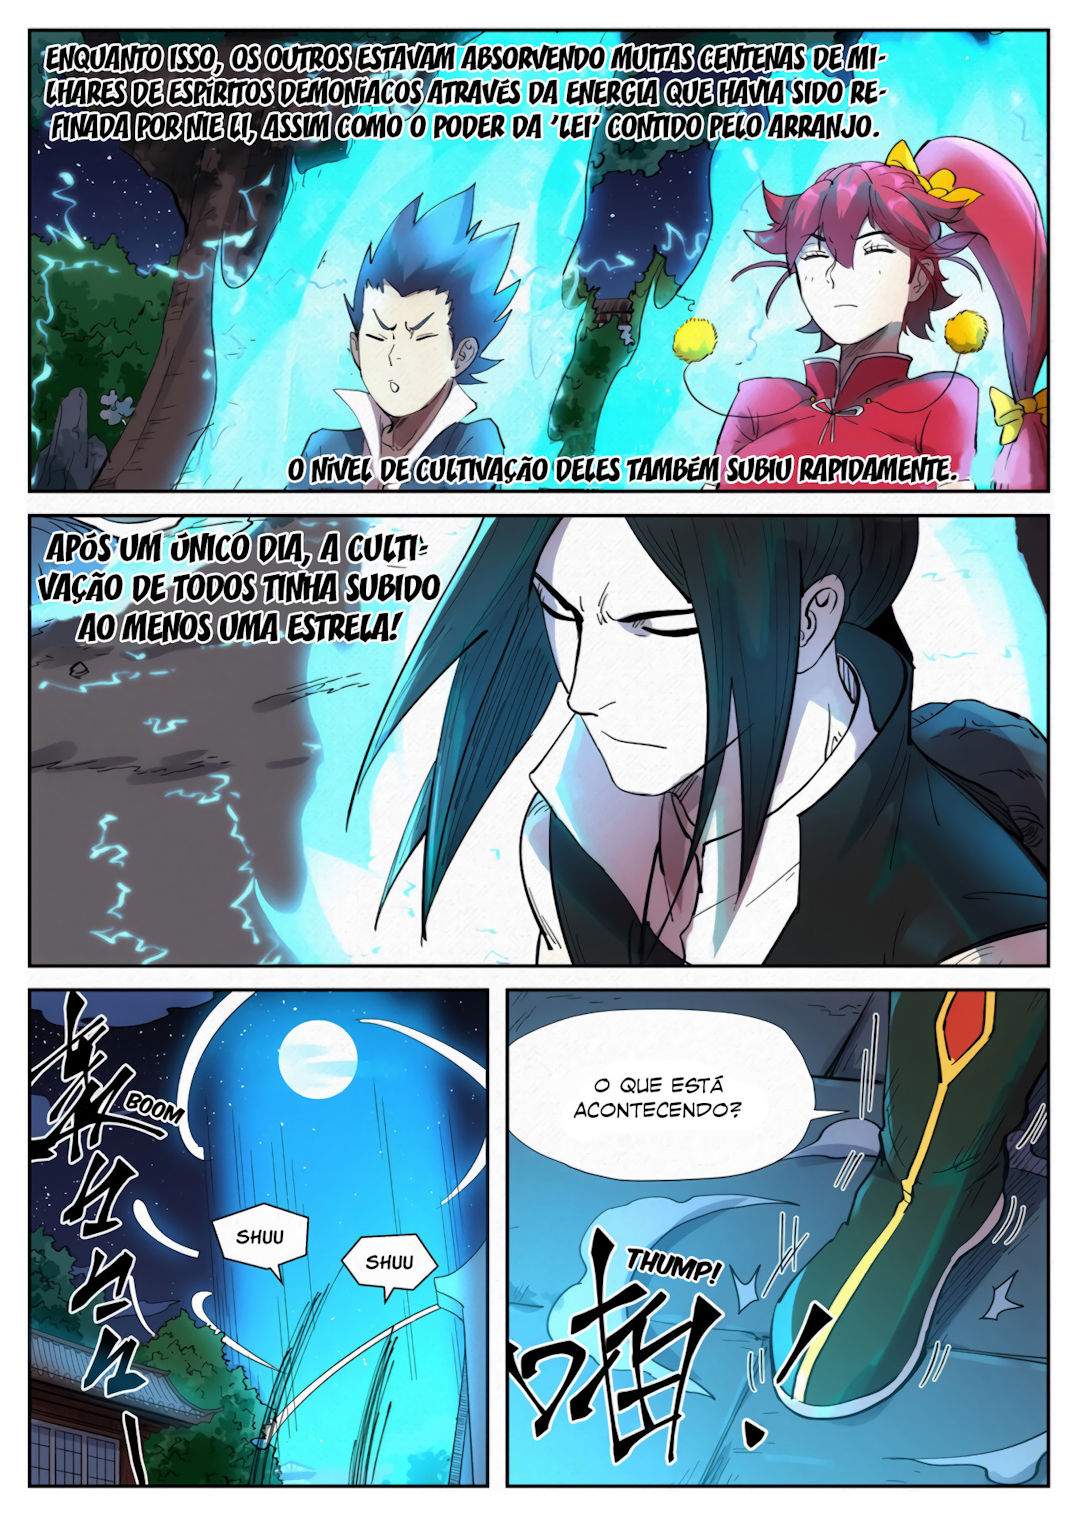 ENQUANTO ISSO, OS OUTROS ESTAVAM ABSORVENDO MUITAS CENTENAS DE MI-
LHARES DE ESPÍRITOS DEMONÍACOS ATRAVÉS DA ENERGIA QUE HAVIA SIDO RE-
FINADA POR NIE LI, ASSIM COMO O PODER DA 'LEI' CONTIDO PELO ARRANJO.
O NÍVEL DE CULTIVAÇÃO DELES TAMBÉM SUBIU RAPIDAMENTE.
APÓS UM ÚNICO DIA, A CULTI-
VAÇÃO DE TODOS TINHA SUBIDO
AO MENOS UMA ESTRELA!
BOOM
SHUU
SHUU
O QUE ESTÁ
ACONTECENDO?
THUMP!